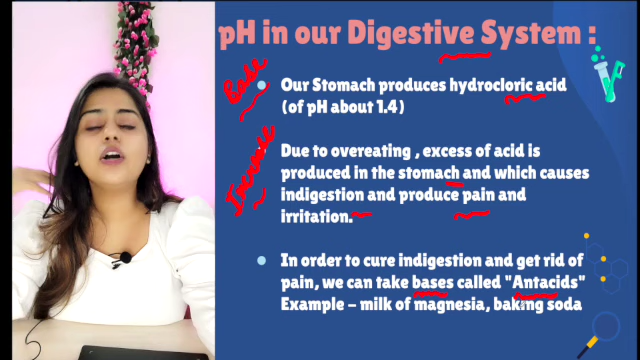 pH in our Digestive System :
Base
Our Stomach produces hydrocloric acid
(of pH about 1.4)
Increase
Due to overeating , excess of acid is
produced in the stomach and which causes
indigestion and produce pain and
irritation.
In order to cure indigestion and get rid of
pain, we can take bases called "Antacids"
Example - milk of magnesia, baking soda